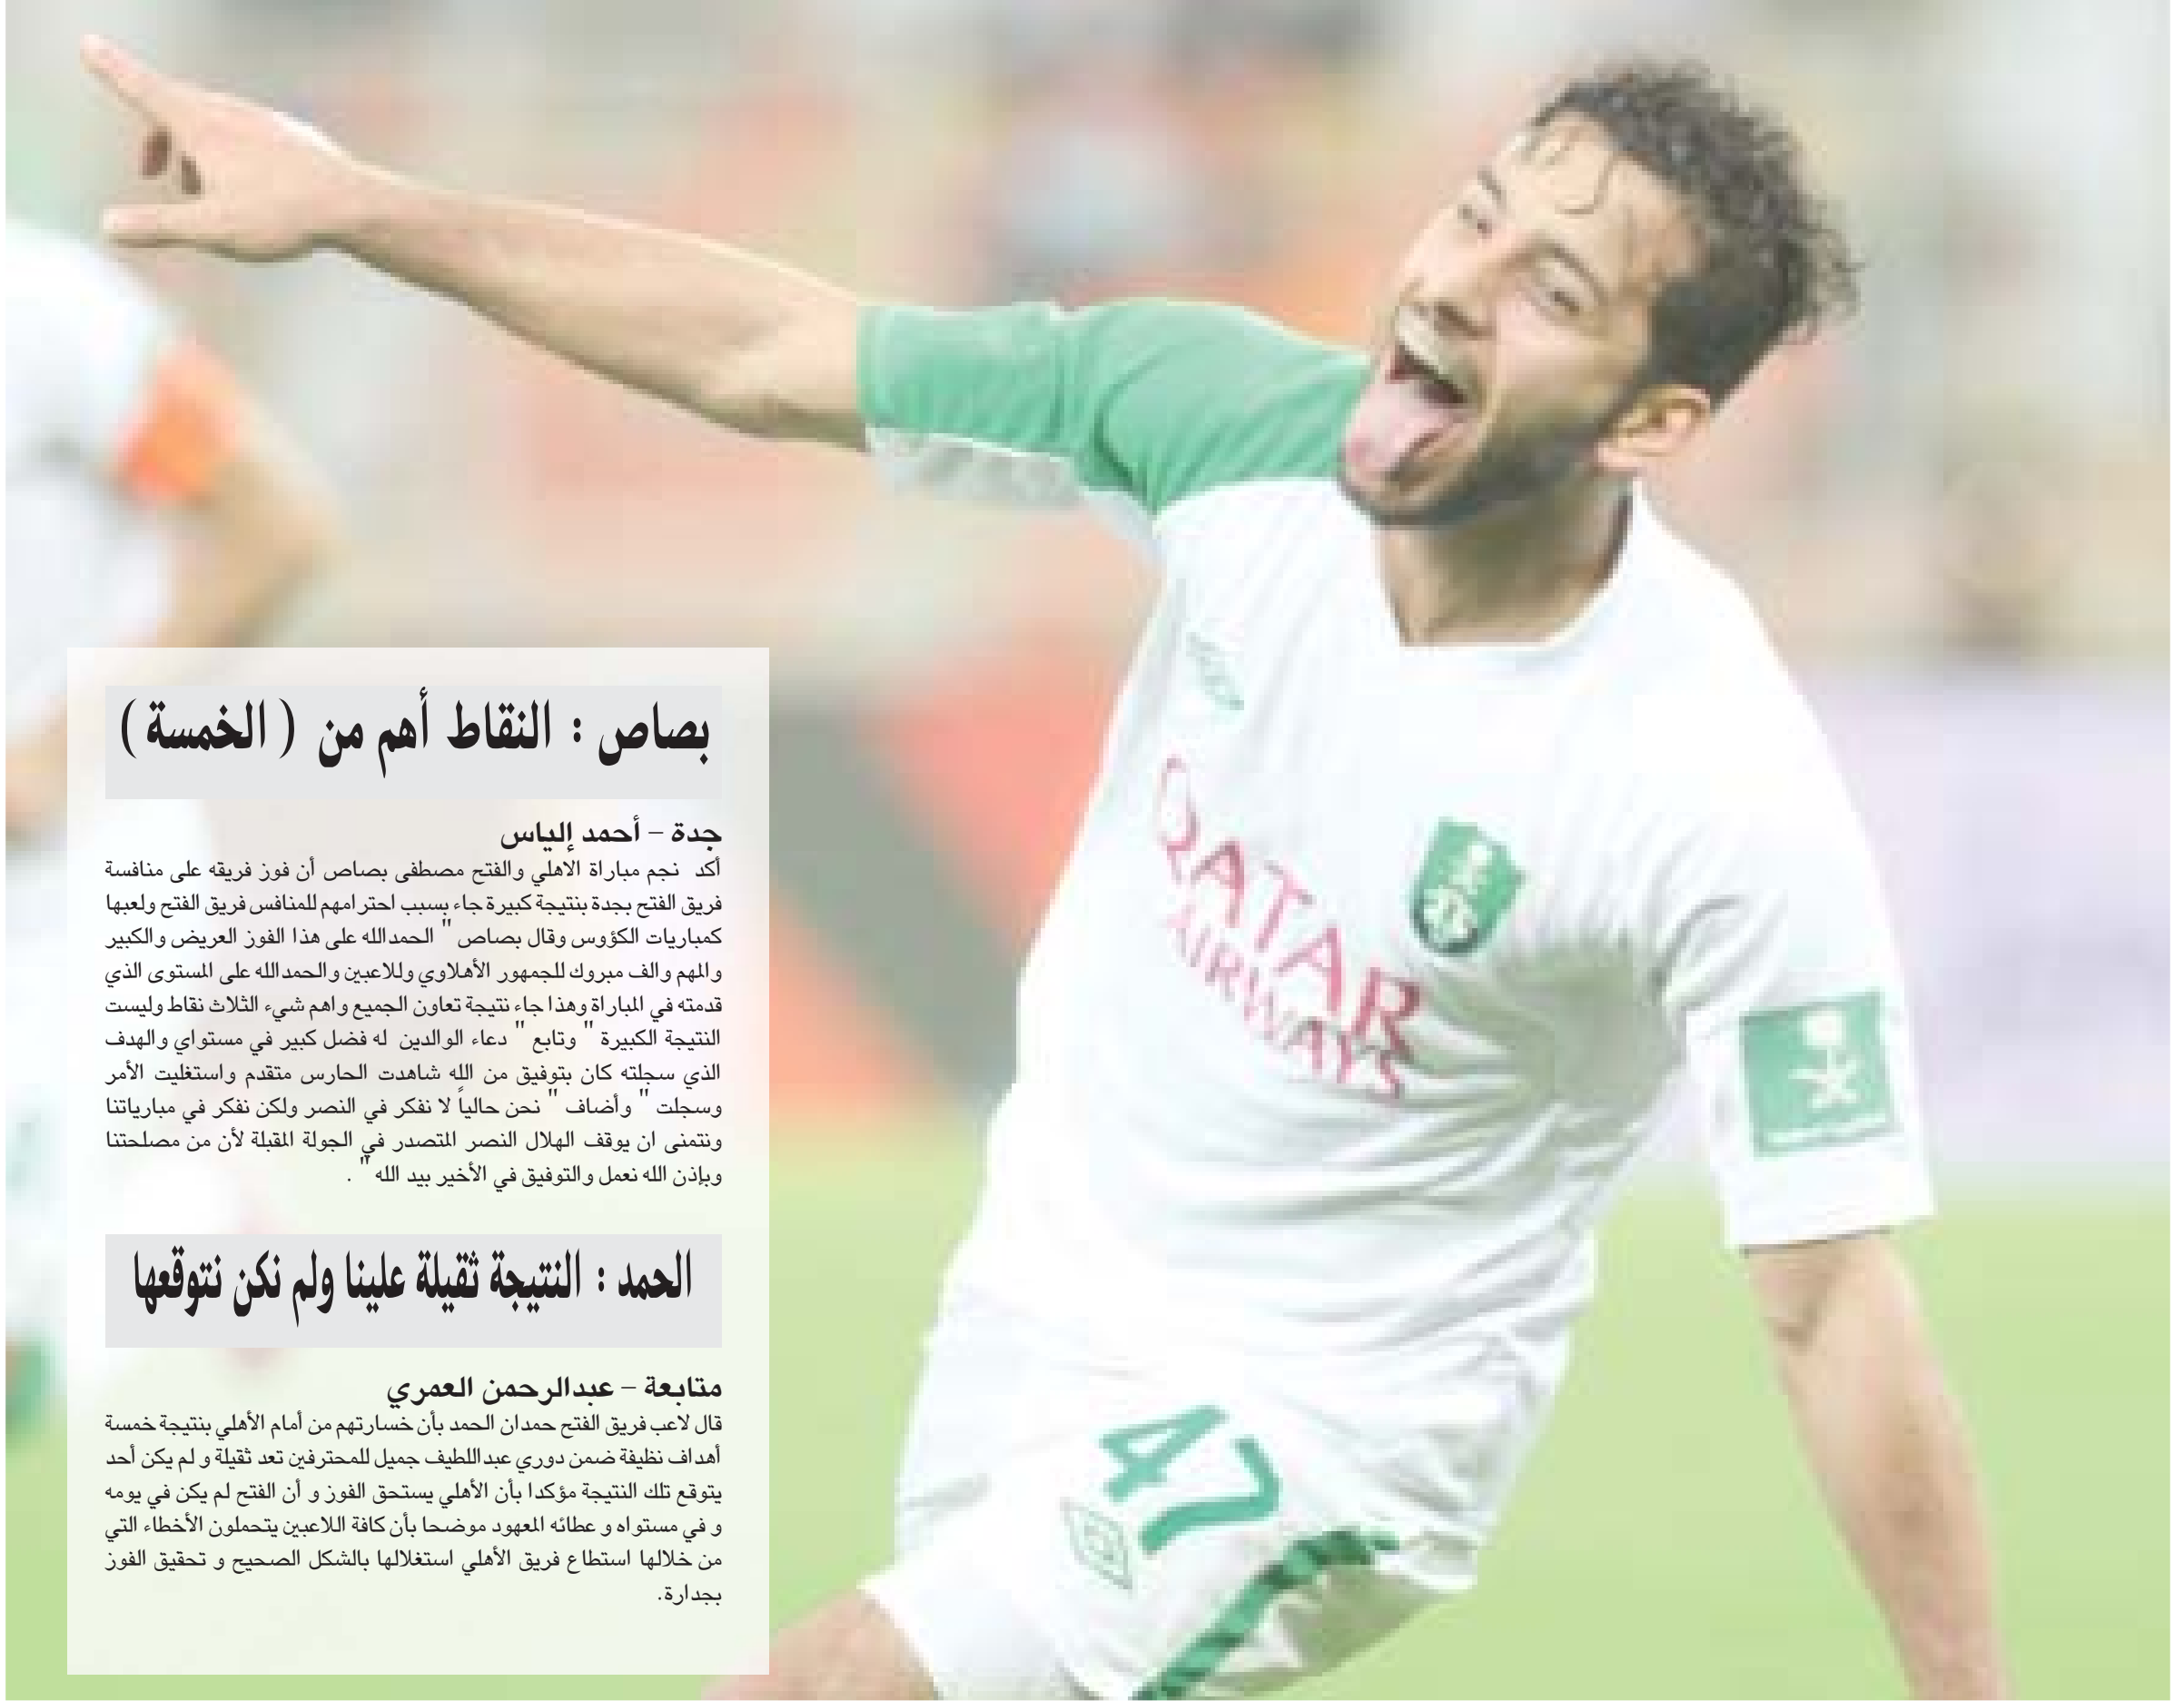 بصاص : النقاط أهم من ( الخمسة )
جدة – أحمد إلياس
أكد نجم مباراة الاهلي والفتح مصطفى بصاص أن فوز فريقه على منافسة
فريق الفتح بجدة بنتيجة كبيرة جاء بسبب احترامهم للمنافس فريق الفتح ولعبها
كمباريات الكؤوس وقال بصاص " الحمدالله على هذا الفوز العريض والكبير
والمهم والف مبروك للجمهور الأهلاوي وللاعبين والحمدالله على المستوى الذي
قدمته في المباراة وهذا جاء نتيجة تعاون الجميع واهم شيء الثلاث نقاط وليست
النتيجة الكبيرة " وتابع " دعاء الوالدين له فضل كبير في مستواي والهدف
الذي سجلته كان بتوفيق من الله شاهدت الحارس متقدم واستغليت الأمر
وسجلت " وأضاف " نحن حالياً لا نفكر في النصر ولكن نفكر في مبارياتنا
ونتمنى ان يوقف الهلال النصر المتصدر في الجولة المقبلة لأن من مصلحتنا
وبإذن الله نعمل والتوفيق في الأخير بيد الله " .
الحمد : النتيجة ثقيلة علينا ولم نكن نتوقعها
متابعة – عبدالرحمن العمري
قال لاعب فريق الفتح حمدان الحمد بأن خسارتهم من أمام الأهلي بنتيجة خمسة
أهداف نظيفة ضمن دوري عبداللطيف جميل للمحترفين تعد ثقيلة و لم يكن أحد
يتوقع تلك النتيجة مؤكدا بأن الأهلي يستحق الفوز و أن الفتح لم يكن في يومه
و في مستواه و عطائه المعهود موضحا بأن كافة اللاعبين يتحملون الأخطاء التي
من خلالها استطاع فريق الأهلي استغلالها بالشكل الصحيح و تحقيق الفوز
بجدارة.
QATAR
AIRWAYS
47